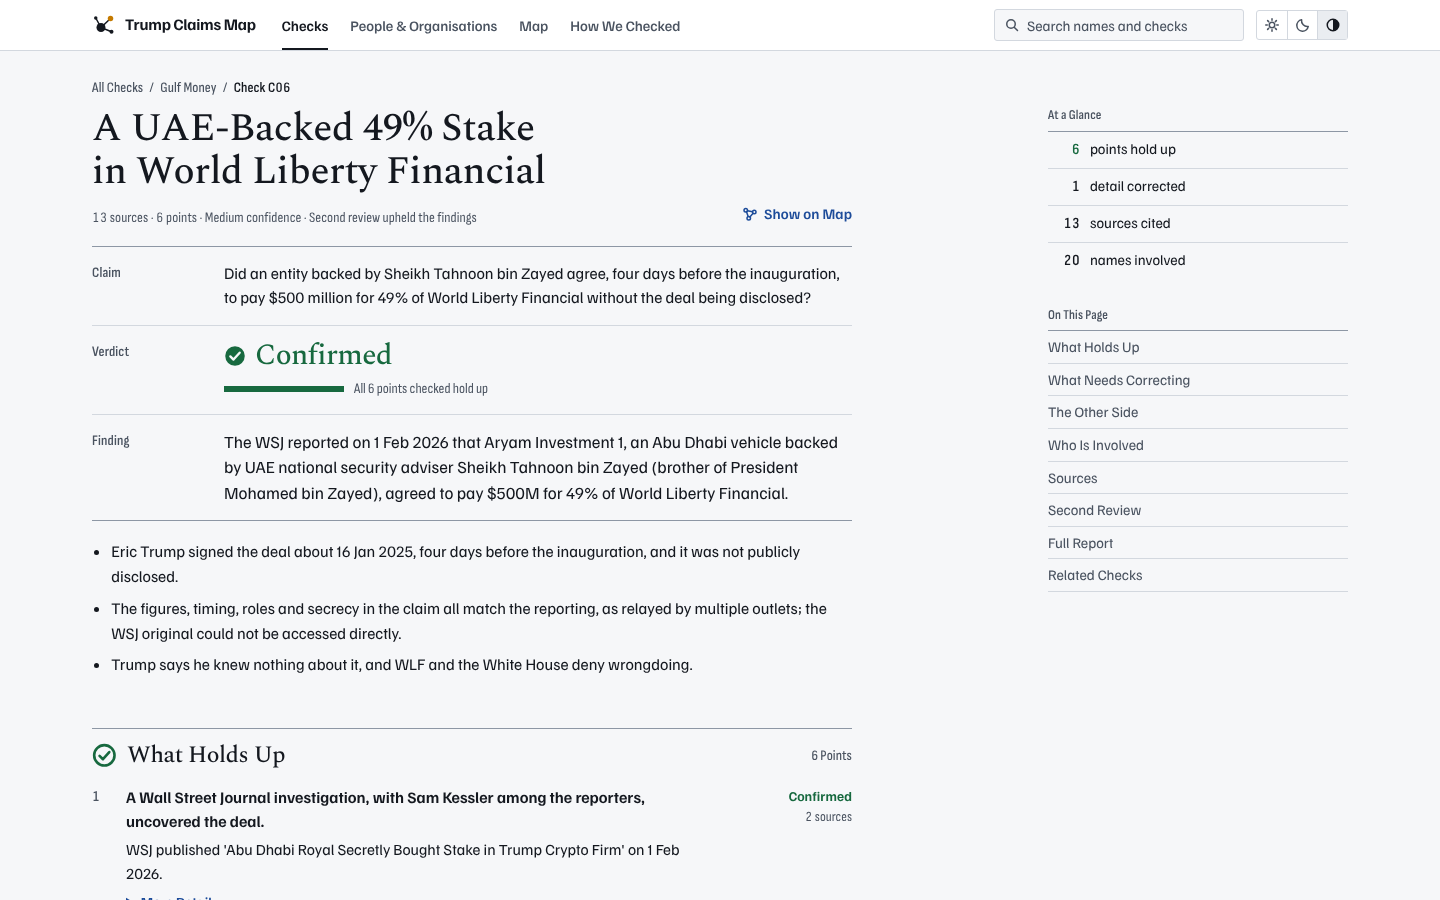 Trump Claims Map
Checks
People & Organisations
Map
How We Checked
Search names and checks
All Checks / Gulf Money / Check C06
A UAE-Backed 49% Stake
in World Liberty Financial
13 sources · 6 points · Medium confidence · Second review upheld the findings
Show on Map
Claim
Did an entity backed by Sheikh Tahnoon bin Zayed agree, four days before the inauguration,
to pay $500 million for 49% of World Liberty Financial without the deal being disclosed?
Verdict
Confirmed
All 6 points checked hold up
Finding
The WSJ reported on 1 Feb 2026 that Aryam Investment 1, an Abu Dhabi vehicle backed
by UAE national security adviser Sheikh Tahnoon bin Zayed (brother of President
Mohamed bin Zayed), agreed to pay $500M for 49% of World Liberty Financial.
• Eric Trump signed the deal about 16 Jan 2025, four days before the inauguration, and it was not publicly
disclosed.
• The figures, timing, roles and secrecy in the claim all match the reporting, as relayed by multiple outlets; the
WSJ original could not be accessed directly.
• Trump says he knew nothing about it, and WLF and the White House deny wrongdoing.
What Holds Up
6 Points
1
A Wall Street Journal investigation, with Sam Kessler among the reporters,
uncovered the deal.
Confirmed
2 sources
WSJ published 'Abu Dhabi Royal Secretly Bought Stake in Trump Crypto Firm' on 1 Feb
2026.
At a Glance
6 points hold up
1 detail corrected
13 sources cited
20 names involved
On This Page
What Holds Up
What Needs Correcting
The Other Side
Who Is Involved
Sources
Second Review
Full Report
Related Checks